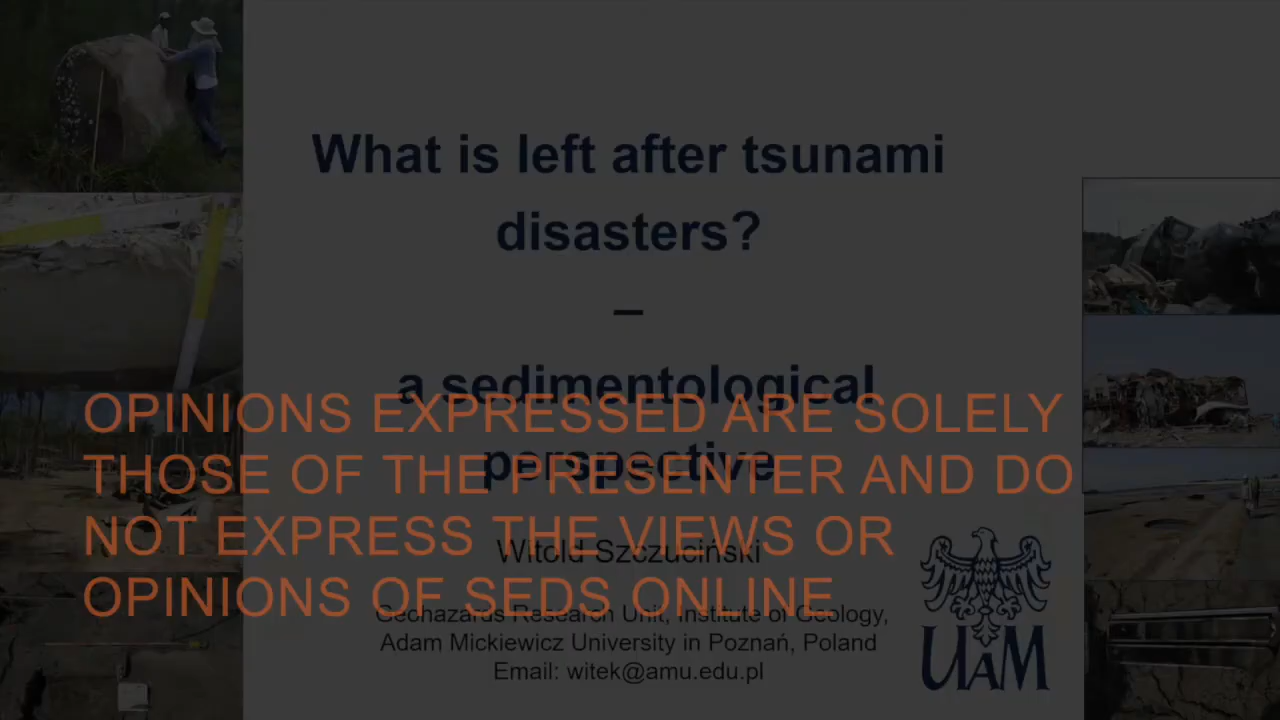 What is left after tsunami
disasters?
–
a sedimentological
perspective
OPINIONS EXPRESSED ARE SOLELY
THOSE OF THE PRESENTER AND DO
NOT EXPRESS THE VIEWS OR
OPINIONS OF SEDS ONLINE
Witold Szczuciński
Geohazards Research Unit, Institute of Geology,
Adam Mickiewicz University in Poznań, Poland
Email: witek@amu.edu.pl
UAM